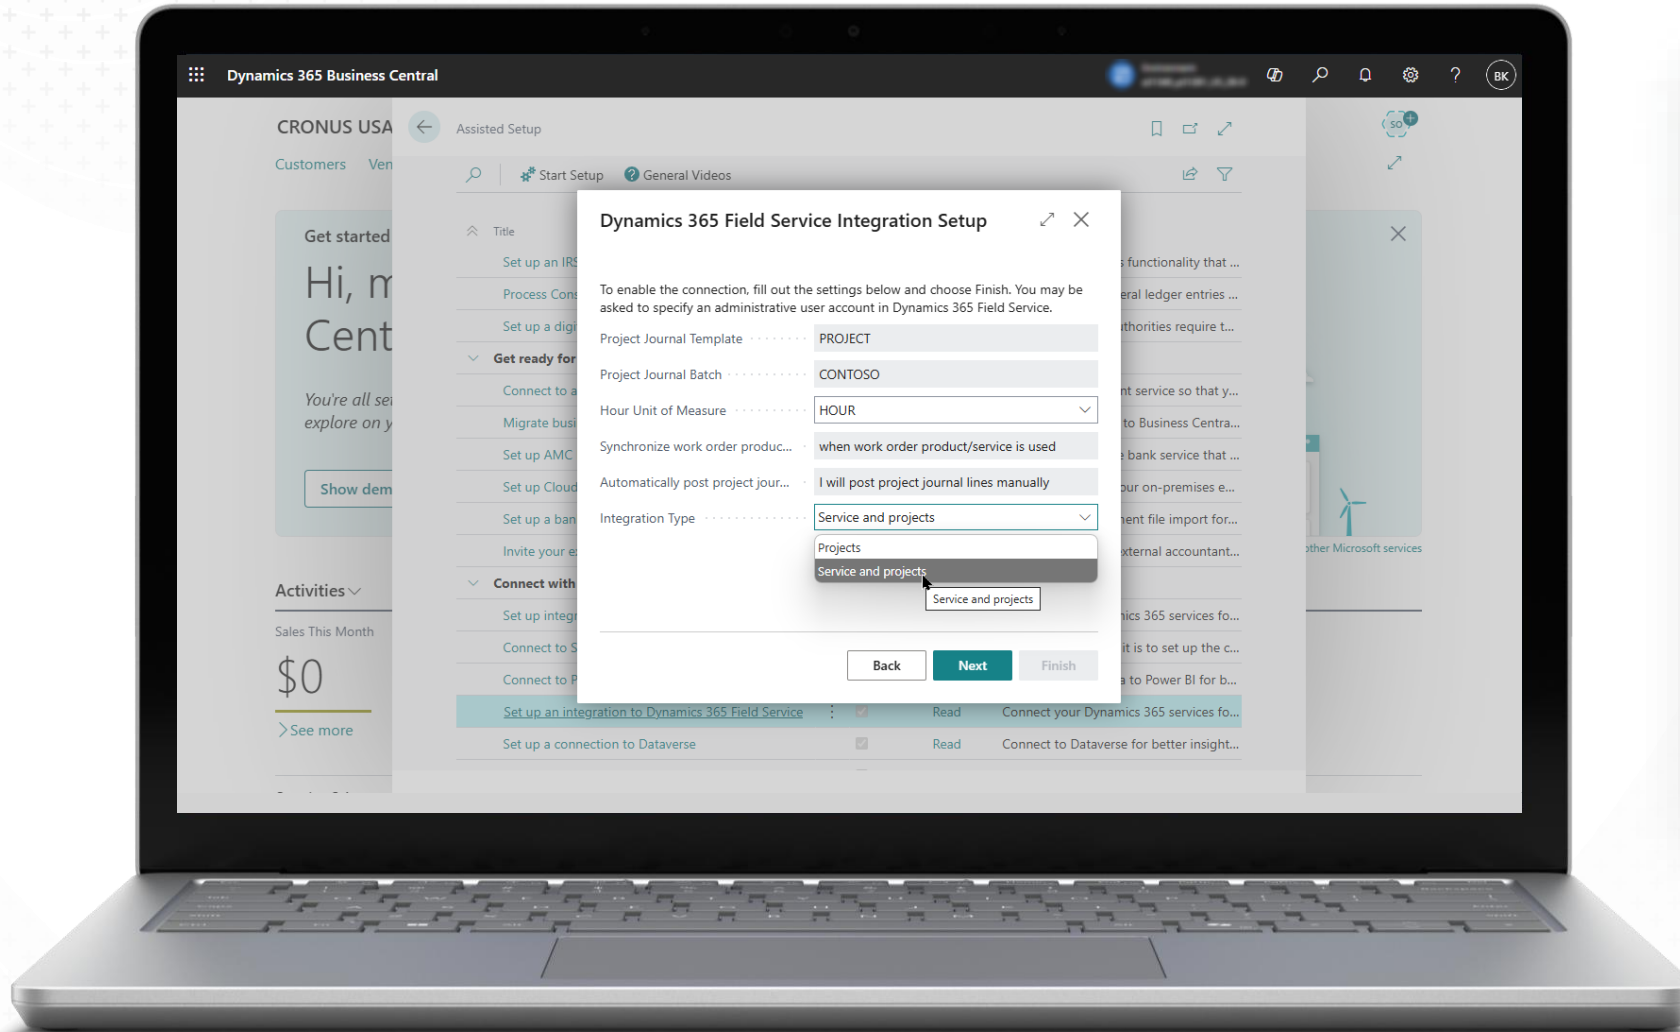 Dynamics 365 Business Central
BK
CRONUS USA
Assisted Setup
SO
Customers Ven
Start Setup
General Videos
Get started
Hi, m
Cent
You're all se
explore on y
Show dem
Title
Set up an IRS
s functionality that ...
Process Cons
eral ledger entries ...
Set up a digi
uthorities require t...
Get ready for
Connect to a
nt service so that y...
Migrate busi
to Business Centra...
Set up AMC
e bank service that ...
Set up Cloud
our on-premises e...
Set up a ban
ment file import for...
Invite your e
xternal accountant...
other Microsoft services
Connect with
Set up integr
nics 365 services fo...
Connect to S
it is to set up the c...
Connect to P
a to Power BI for b...
Set up an integration to Dynamics 365 Field Service Read Connect your Dynamics 365 services fo...
Set up a connection to Dataverse Read Connect to Dataverse for better insight...
Dynamics 365 Field Service Integration Setup
To enable the connection, fill out the settings below and choose Finish. You may be
asked to specify an administrative user account in Dynamics 365 Field Service.
Project Journal Template PROJECT
Project Journal Batch CONTOSO
Hour Unit of Measure HOUR
Synchronize work order produc... when work order product/service is used
Automatically post project jour... I will post project journal lines manually
Integration Type Service and projects
Projects
Service and projects
Service and projects
Back Next Finish
Activities
Sales This Month
$0
See more